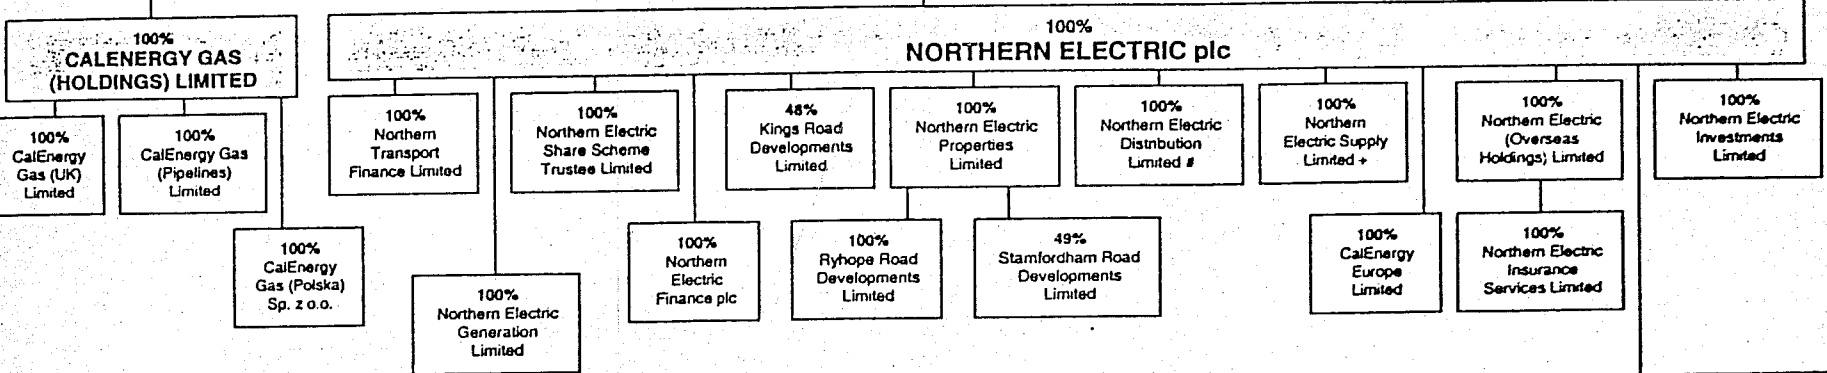 100%
CALENERGY GAS
(HOLDINGS) LIMITED
100%
NORTHERN ELECTRIC plc
100%
CalEnergy
Gas (UK)
Limited
100%
CalEnergy Gas
(Pipelines)
Limited
100%
CalEnergy
Gas (Polska)
Sp. z o.o.
100%
Northern
Transport
Finance Limited
100%
Northern Electric
Generation
Limited
100%
Northern Electric
Share Scheme
Trustee Limited
100%
Northern
Electric
Finance plc
48%
Kings Road
Developments
Limited
100%
Northern Electric
Properties
Limited
100%
Ryhope Road
Developments
Limited
49%
Stamfordham Road
Developments
Limited
100%
Northern Electric
Distribution
Limited #
100%
Northern
Electric Supply
Limited +
100%
CalEnergy
Europe
Limited
100%
Northern Electric
(Overseas
Holdings) Limited
100%
Northern Electric
Insurance
Services Limited
100%
Northern Electric
Investments
Limited